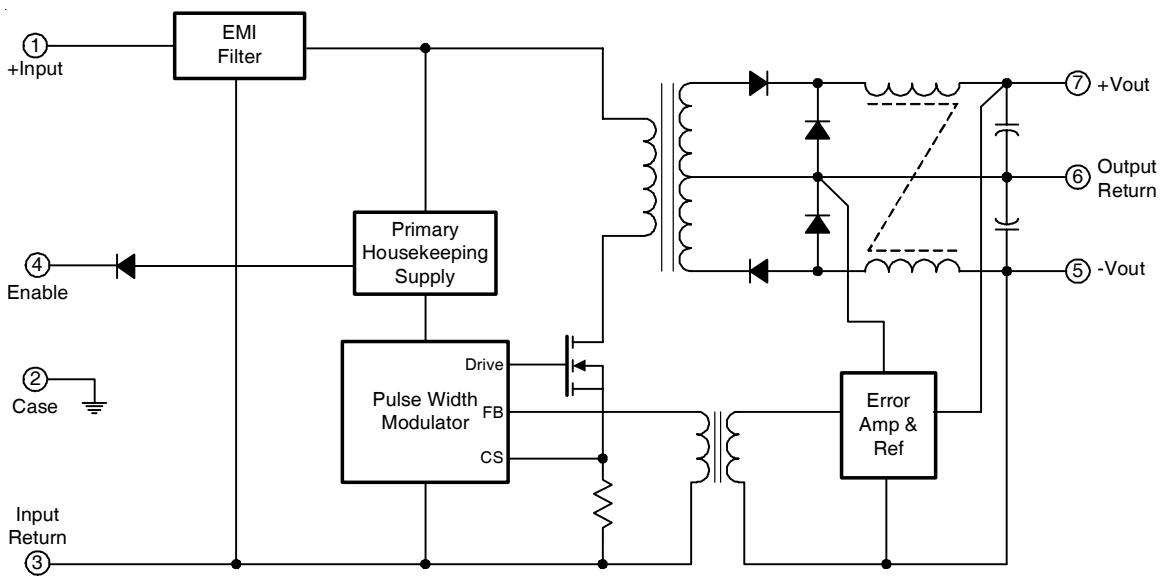 1
+Input
EMI
Filter
7
+Vout
6
Output
Return
5
-Vout
4
Enable
Primary
Housekeeping
Supply
2
Case
Pulse Width
Modulator
Drive
FB
CS
Error
Amp &
Ref
Input
Return
3